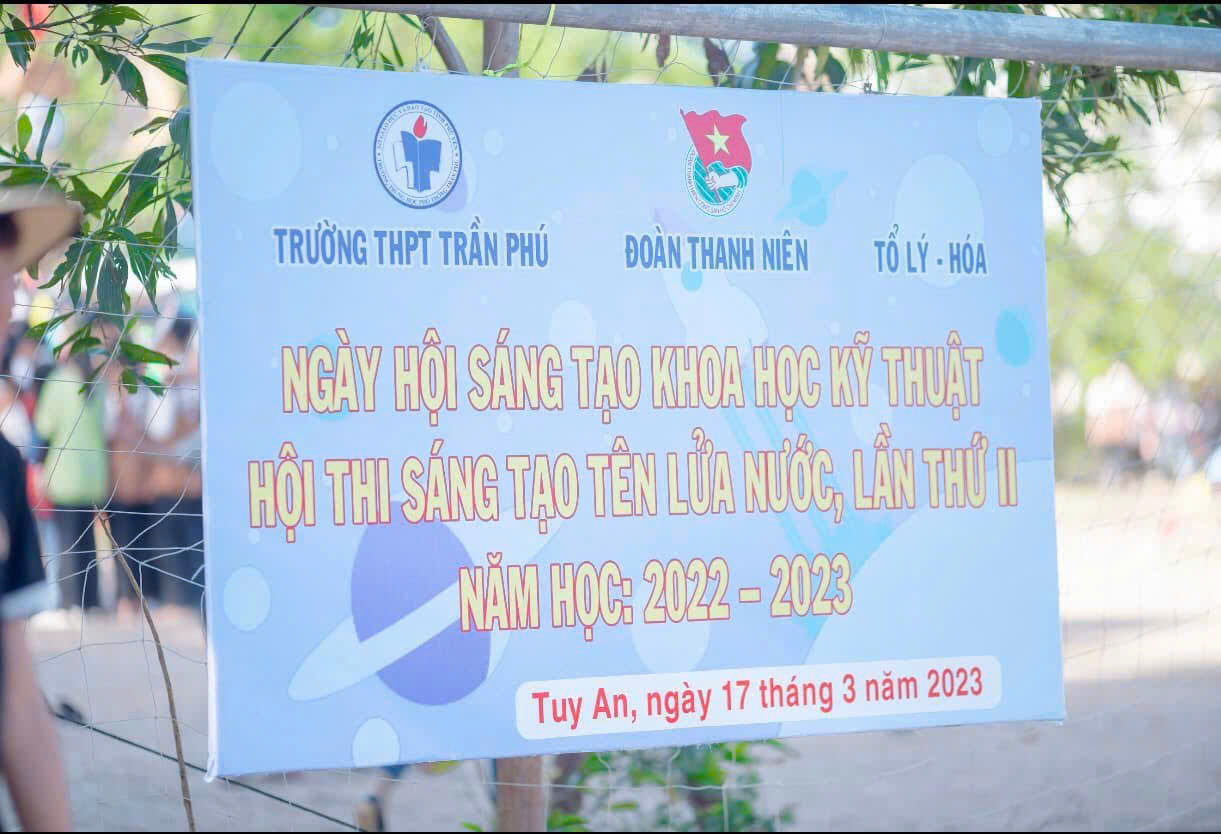 TRƯỜNG THPT TRẦN PHÚ
ĐOÀN THANH NIÊN
TỔ LÝ - HÓA
NGÀY HỘI SÁNG TẠO KHOA HỌC KỸ THUẬT
HỘI THI SÁNG TẠO TÊN LỬA NƯỚC, LẦN THỨ II
NĂM HỌC: 2022 – 2023
Tuy An, ngày 17 tháng 3 năm 2023